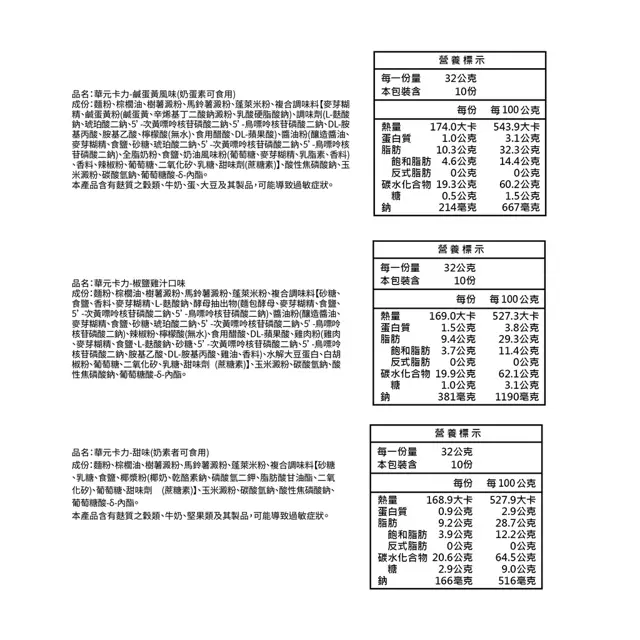 品名:華元卡力-鹹蛋黃風味(奶蛋素可食用)
成份:麵粉、棕櫚油、樹薯澱粉、馬鈴薯澱粉、蓬萊米粉、複合調味料【麥芽糊
精、鹹蛋黃粉(鹹蛋黃、辛烯基丁二酸鈉澱粉、乳酸硬脂酸鈉)、調味劑(L-麩酸
鈉、琥珀酸二鈉、5'-次黃嘌呤核苷磷酸二鈉、5'-鳥嘌呤核苷磷酸二鈉、DL-胺
基丙酸、胺基乙酸、檸檬酸(無水)、食用醋酸、DL-蘋果酸)、醬油粉(釀造醬油、
麥芽糊精、食鹽、砂糖、琥珀酸二鈉、5'-次黃嘌呤核苷磷酸二鈉、5'-鳥嘌呤核
苷磷酸二鈉)、全脂奶粉、食鹽、奶油風味粉(葡萄糖、麥芽糊精、乳脂素、香料)
、香料、辣椒粉、葡萄糖、二氧化矽、乳糖、甜味劑(蔗糖素)】、酸性焦磷酸鈉、玉
米澱粉、碳酸氫鈉、葡萄糖酸-δ-內酯。
本產品含有麩質之穀類、牛奶、蛋、大豆及其製品,可能導致過敏症狀。
營養標示
每一份量 32公克
本包裝含 10份
每份 每100公克
熱量 174.0大卡 543.9大卡
蛋白質 1.0公克 3.1公克
脂肪 10.3公克 32.3公克
飽和脂肪 4.6公克 14.4公克
反式脂肪 0公克 0公克
碳水化合物 19.3公克 60.2公克
糖 0.5公克 1.5公克
鈉 214毫克 667毫克
品名:華元卡力-椒鹽雞汁口味
成份:麵粉、棕櫚油、樹薯澱粉、馬鈴薯澱粉、蓬萊米粉、複合調味料【砂糖、
食鹽、香料、麥芽糊精、L-麩酸鈉、酵母抽出物(麵包酵母、麥芽糊精、食鹽、
5'-次黃嘌呤核苷磷酸二鈉、5'-鳥嘌呤核苷磷酸二鈉)、醬油粉(釀造醬油、
麥芽糊精、食鹽、砂糖、琥珀酸二鈉、5'-次黃嘌呤核苷磷酸二鈉、5'-鳥嘌呤
核苷磷酸二鈉)、辣椒粉、檸檬酸(無水)、食用醋酸、DL-蘋果酸、雞肉粉(雞肉
、麥芽糊精、食鹽、L-麩酸鈉、砂糖、5'-次黃嘌呤核苷磷酸二鈉、5'-鳥嘌呤
核苷磷酸二鈉、胺基乙酸、DL-胺基丙酸、雞油、香料)、水解大豆蛋白、白胡
椒粉、葡萄糖、二氧化矽、乳糖、甜味劑 (蔗糖素)】、玉米澱粉、碳酸氫鈉、酸
性焦磷酸鈉、葡萄糖酸-δ-內酯。
營養標示
每一份量 32公克
本包裝含 10份
每份 每100公克
熱量 169.0大卡 527.3大卡
蛋白質 1.5公克 3.8公克
脂肪 9.4公克 29.3公克
飽和脂肪 3.7公克 11.4公克
反式脂肪 0公克 0公克
碳水化合物 19.9公克 62.1公克
糖 1.0公克 3.1公克
鈉 381毫克 1190毫克
品名:華元卡力-甜味(奶素者可食用)
成份:麵粉、棕櫚油、樹薯澱粉、馬鈴薯澱粉、蓬萊米粉、複合調味料【砂糖
、乳糖、食鹽、椰漿粉(椰奶、乾酪素鈉、磷酸氫二鉀、脂肪酸甘油酯、二氧
化矽)、葡萄糖、甜味劑 (蔗糖素)】、玉米澱粉、碳酸氫鈉、酸性焦磷酸鈉、
葡萄糖酸-δ-內酯。
本產品含有麩質之穀類、牛奶、堅果類及其製品,可能導致過敏症狀。
營養標示
每一份量 32公克
本包裝含 10份
每份 每100公克
熱量 168.9大卡 527.9大卡
蛋白質 0.9公克 2.9公克
脂肪 9.2公克 28.7公克
飽和脂肪 3.9公克 12.2公克
反式脂肪 0公克 0公克
碳水化合物 20.6公克 64.5公克
糖 2.9公克 9.0公克
鈉 166毫克 516毫克